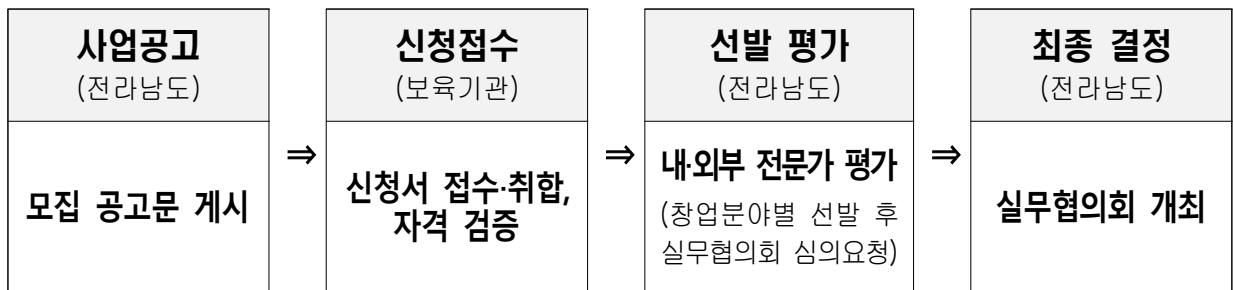 사업공고
(전라남도)
모집 공고문 게시
⇒
신청접수
(보육기관)
신청서 접수·취합,
자격 검증
⇒
선발 평가
(전라남도)
내·외부 전문가 평가
(창업분야별 선발 후
실무협의회 심의요청)
⇒
최종 결정
(전라남도)
실무협의회 개최